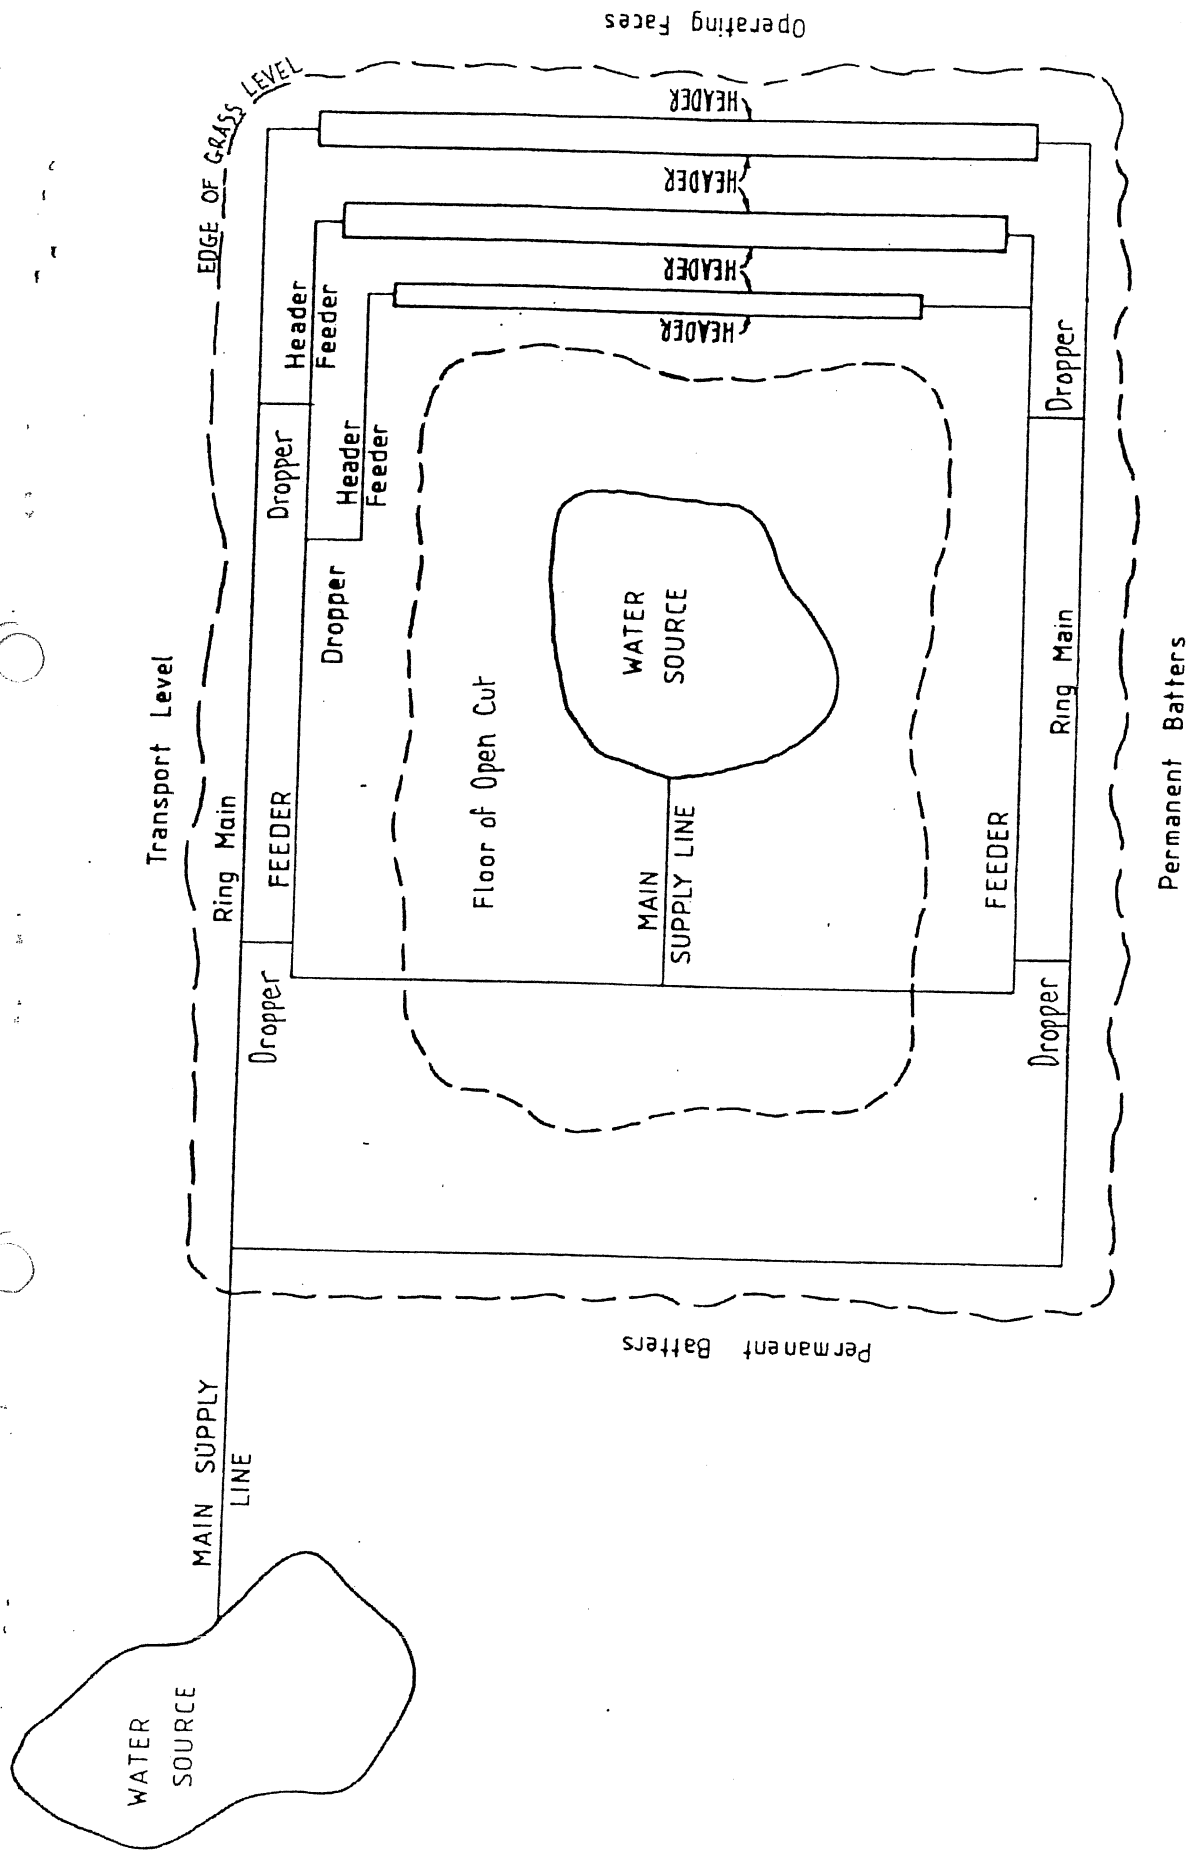 Operating Faces
EDGE OF GRASS LEVEL
HEADER
HEADER
HEADER
HEADER
Header
Feeder
Header
Feeder
Dropper
Dropper
Dropper
Transport Level
Ring Main
FEEDER
Floor of Open Cut
WATER
SOURCE
MAIN
SUPPLY LINE
FEEDER
Ring Main
Dropper
Dropper
Permanent Batters
Permanent Batters
MAIN SUPPLY
LINE
WATER
SOURCE